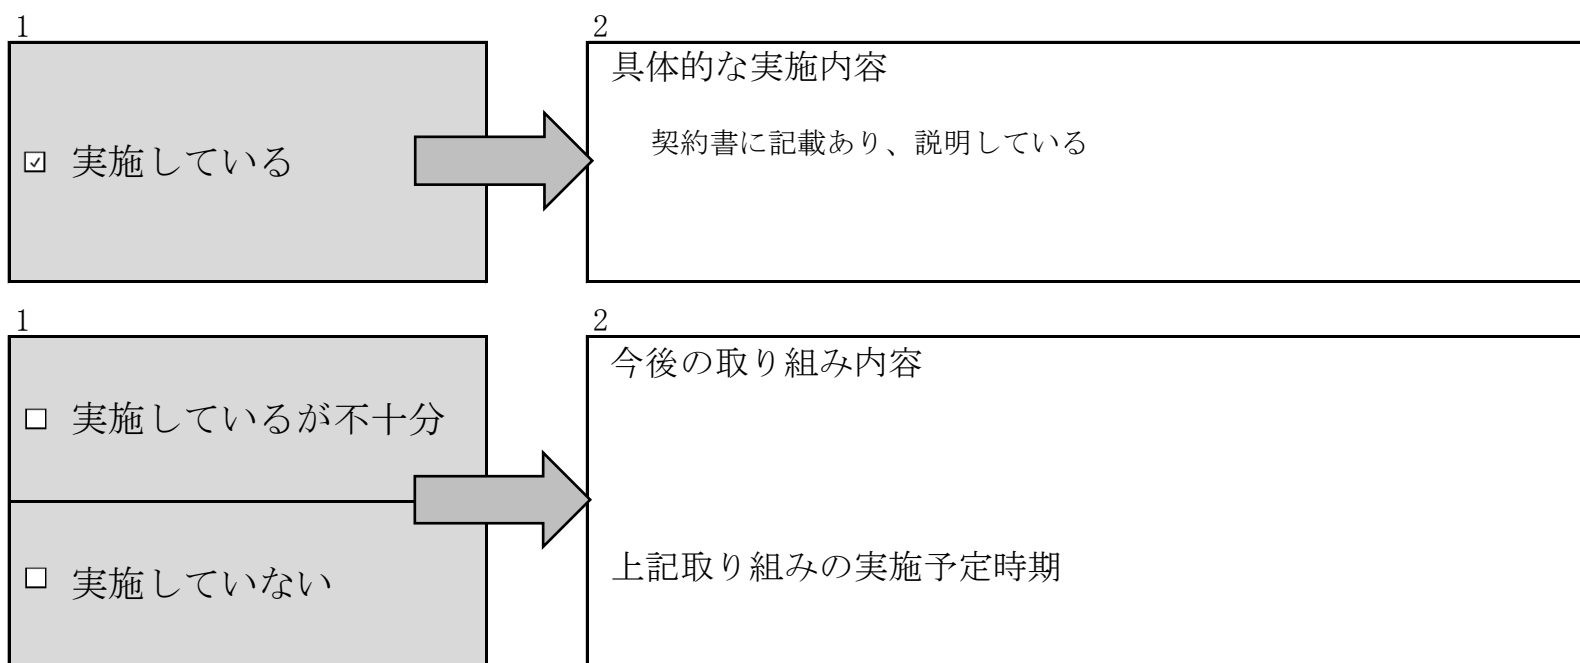 1
2
☑ 実施している
具体的な実施内容
契約書に記載あり、説明している
1
2
☐ 実施しているが不十分
☐ 実施していない
今後の取り組み内容
上記取り組みの実施予定時期